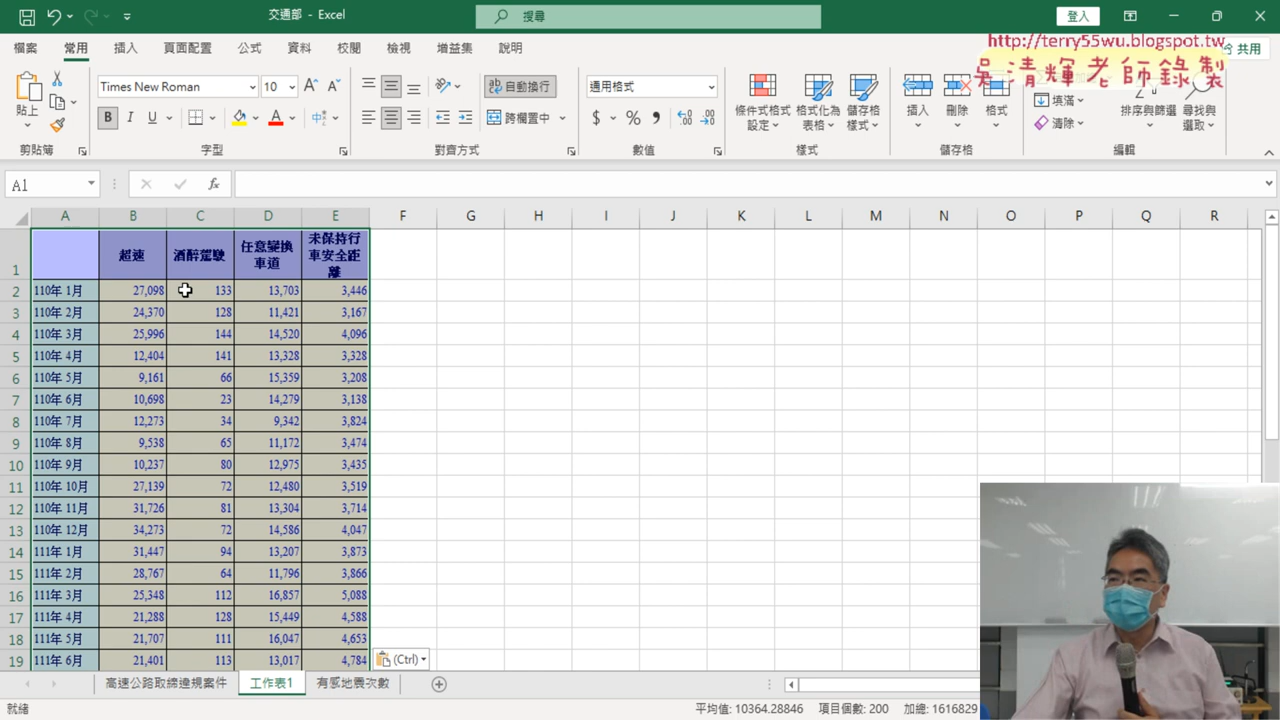 交通部 - Excel
搜尋
登入
檔案 常用 插入 頁面配置 公式 資料 校閱 檢視 增益集 說明
共用
http://terry55wu.blogspot.tw
吳清輝老師錄製
貼上
Times New Roman 10
B I U
自動換行
跨欄置中
通用格式
$ % ,
條件式格式設定
格式化為表格
儲存格樣式
插入
刪除
格式
填滿
清除
排序與篩選
尋找與選取
剪貼簿 字型 對齊方式 數值 樣式 儲存格 編輯
A1
fx
A B C D E F G H I J K L M N O P Q R
1 超速 酒醉駕駛 任意變換車道 未保持行車安全距離
2 110年 1月 27,098 133 13,703 3,446
3 110年 2月 24,370 128 11,421 3,167
4 110年 3月 25,996 144 14,520 4,096
5 110年 4月 12,404 141 13,328 3,328
6 110年 5月 9,161 66 15,359 3,208
7 110年 6月 10,698 23 14,279 3,138
8 110年 7月 12,273 34 9,342 3,824
9 110年 8月 9,538 65 11,172 3,474
10 110年 9月 10,237 80 12,975 3,435
11 110年 10月 27,139 72 12,480 3,519
12 110年 11月 31,726 81 13,304 3,714
13 110年 12月 34,273 72 14,586 4,047
14 111年 1月 31,447 94 13,207 3,873
15 111年 2月 28,767 64 11,796 3,866
16 111年 3月 25,348 112 16,857 5,088
17 111年 4月 21,288 128 15,449 4,588
18 111年 5月 21,707 111 16,047 4,653
19 111年 6月 21,401 113 13,017 4,784
(Ctrl)
高速公路取締違規案件 工作表1 有感地震次數
就緒
平均值: 10364.28846 項目個數: 200 加總: 1616829